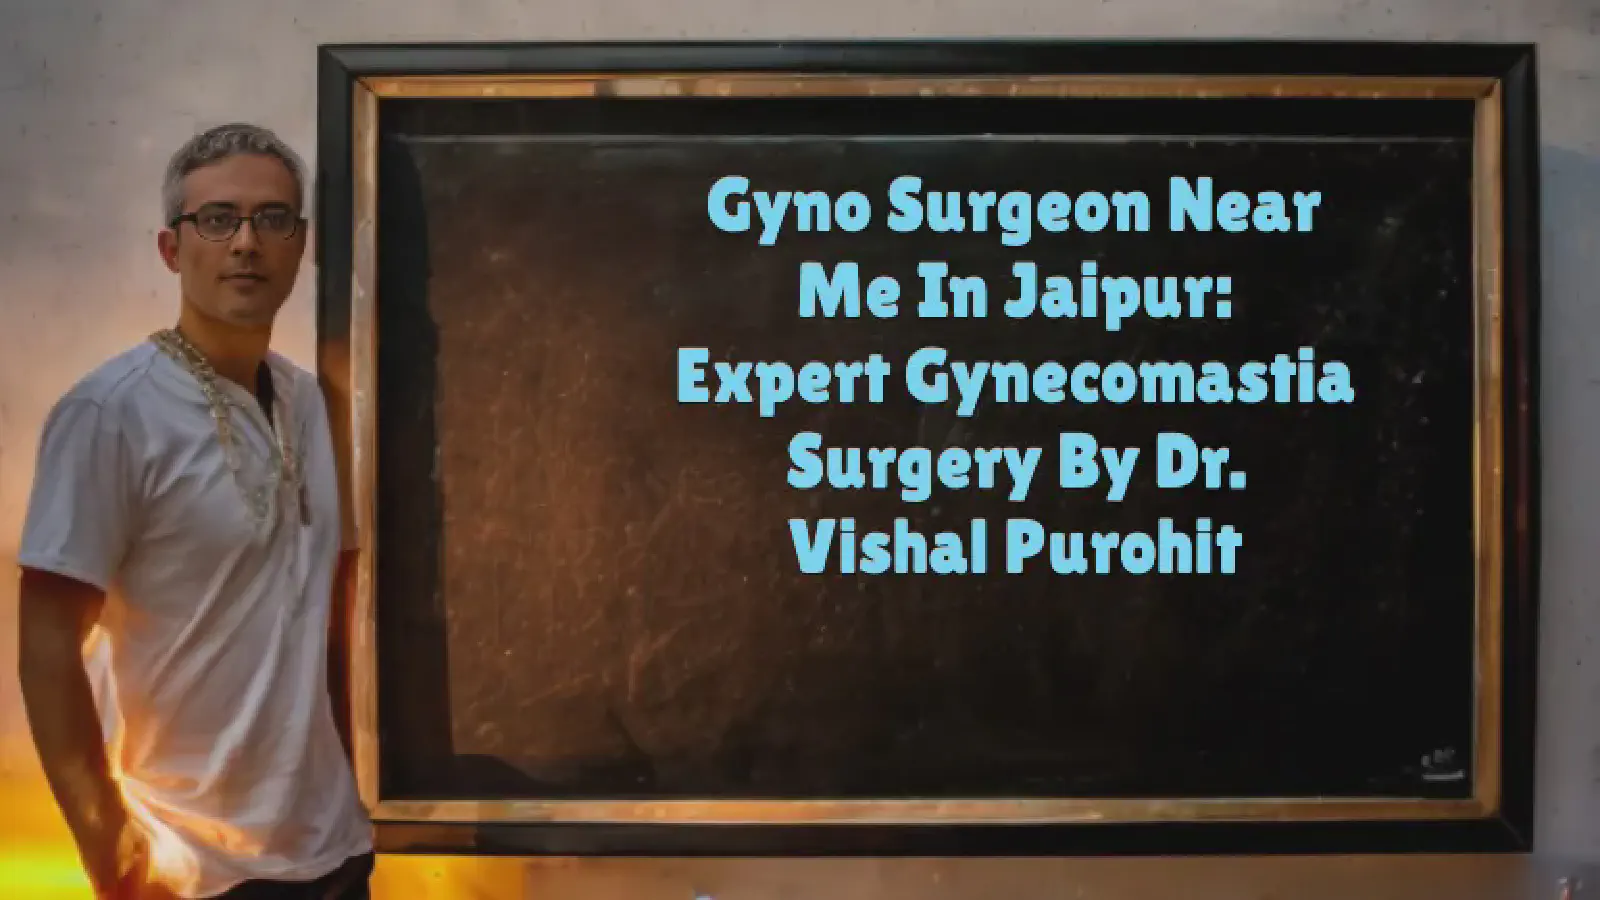 Gyno Surgeon Near
Me In Jaipur:
Expert Gynecomastia
Surgery By Dr.
Vishal Purohit